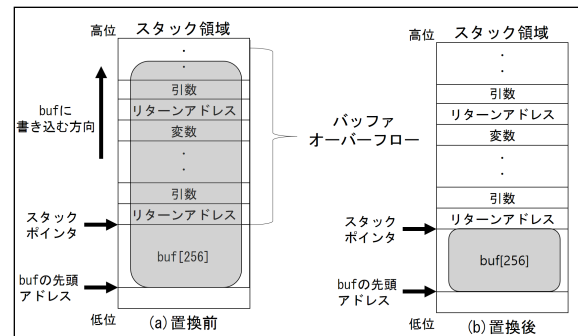 高位
スタック領域
・
・
引数
リターンアドレス
変数
・
・
引数
リターンアドレス
buf[256]
bufに
書き込む方向
スタック
ポインタ
bufの先頭
アドレス
低位
(a)置換前
バッファ
オーバーフロー
高位
スタック領域
・
・
引数
リターンアドレス
変数
・
・
引数
リターンアドレス
buf[256]
スタック
ポインタ
bufの先頭
アドレス
低位
(b)置換後